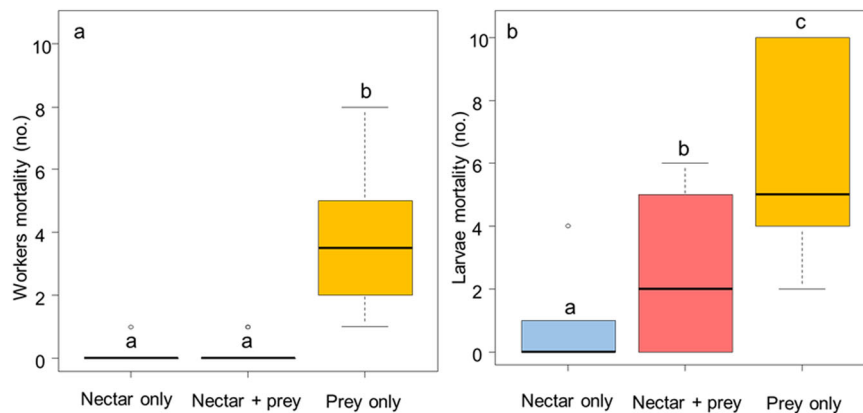 a
Workers mortality (no.)
10
8
6
4
2
0
a
a
b
Nectar only
Nectar + prey
Prey only
b
Larvae mortality (no.)
10
8
6
4
2
0
a
b
c
Nectar only
Nectar + prey
Prey only